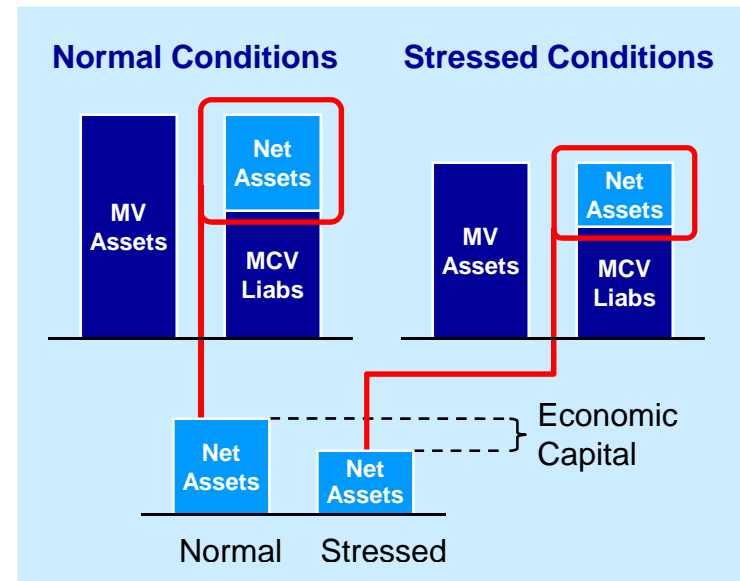 Normal Conditions
Stressed Conditions
MV
Assets
Net
Assets
MCV
Liabs
MV
Assets
Net
Assets
MCV
Liabs
Net
Assets
Net
Assets
Economic
Capital
Normal
Stressed